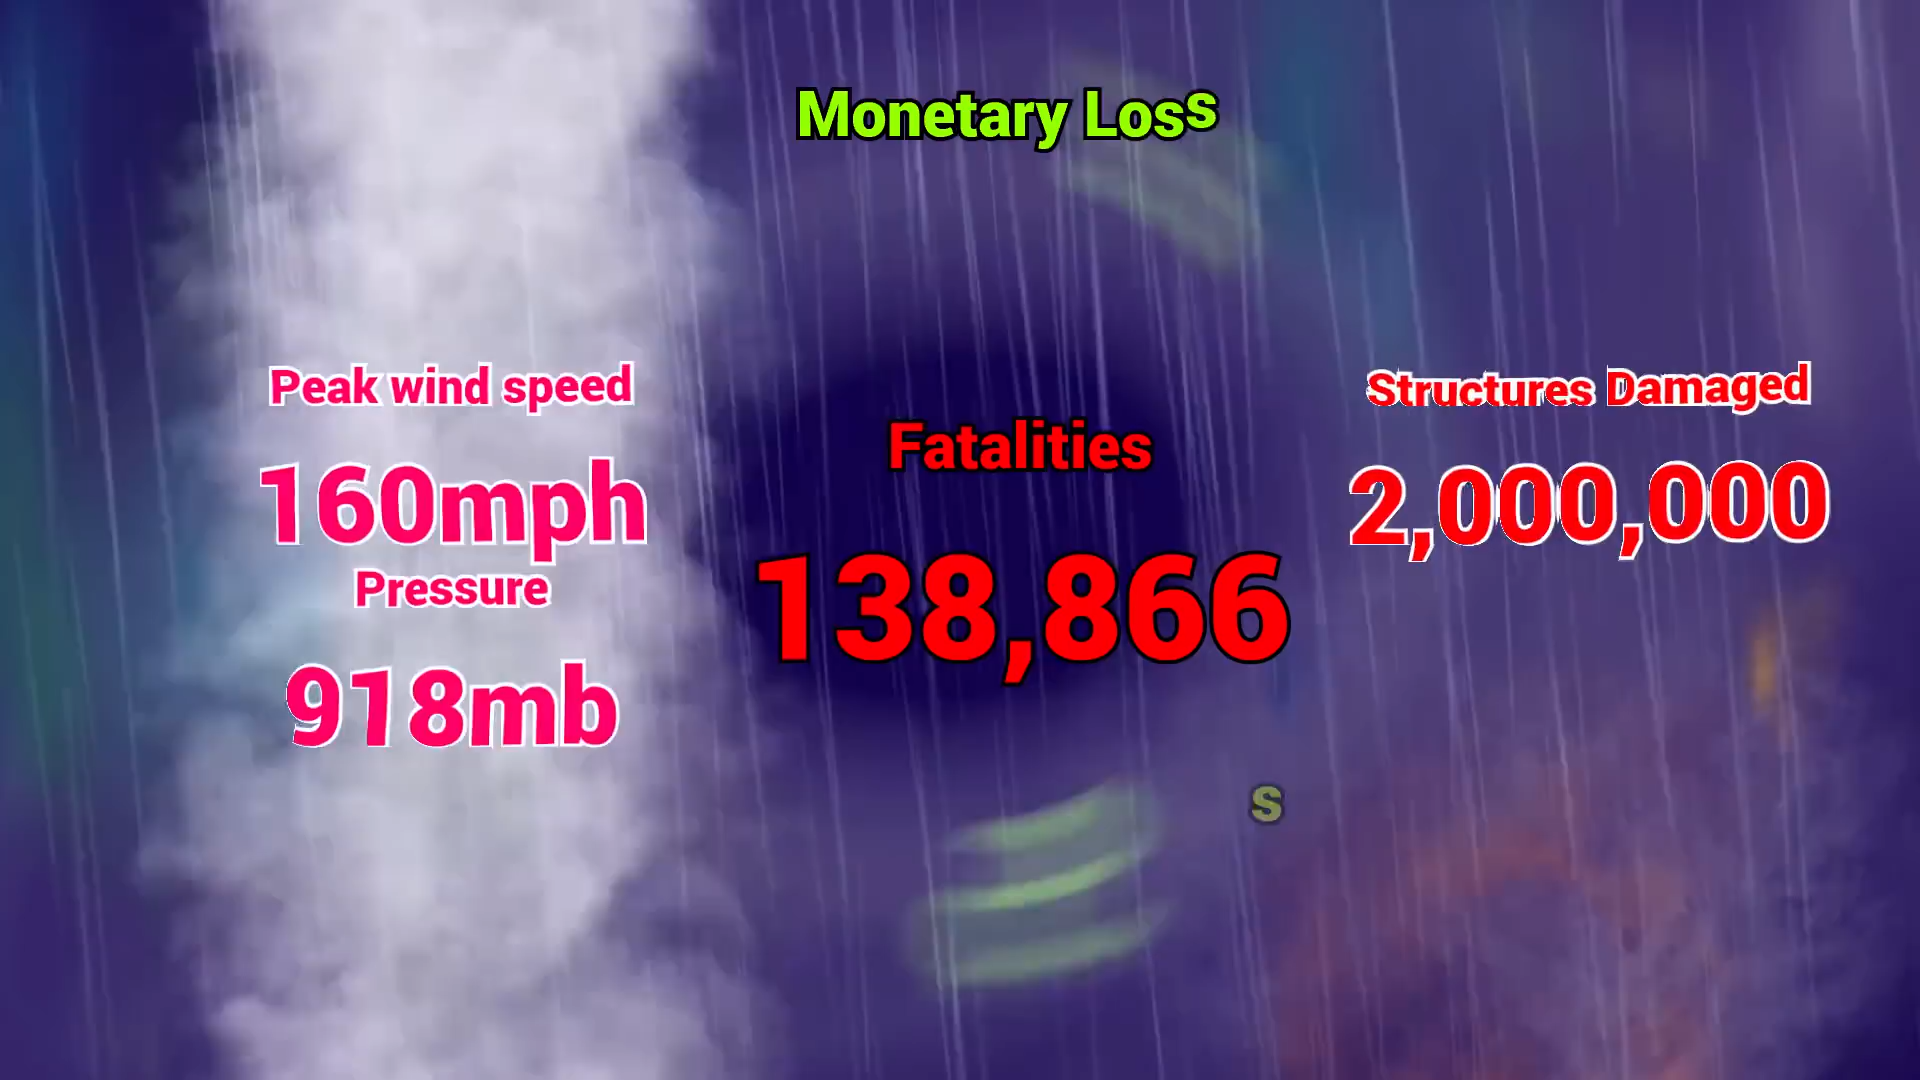 Monetary Loss
Peak wind speed
160mph
Pressure
918mb
Fatalities
138,866
Structures Damaged
2,000,000
s